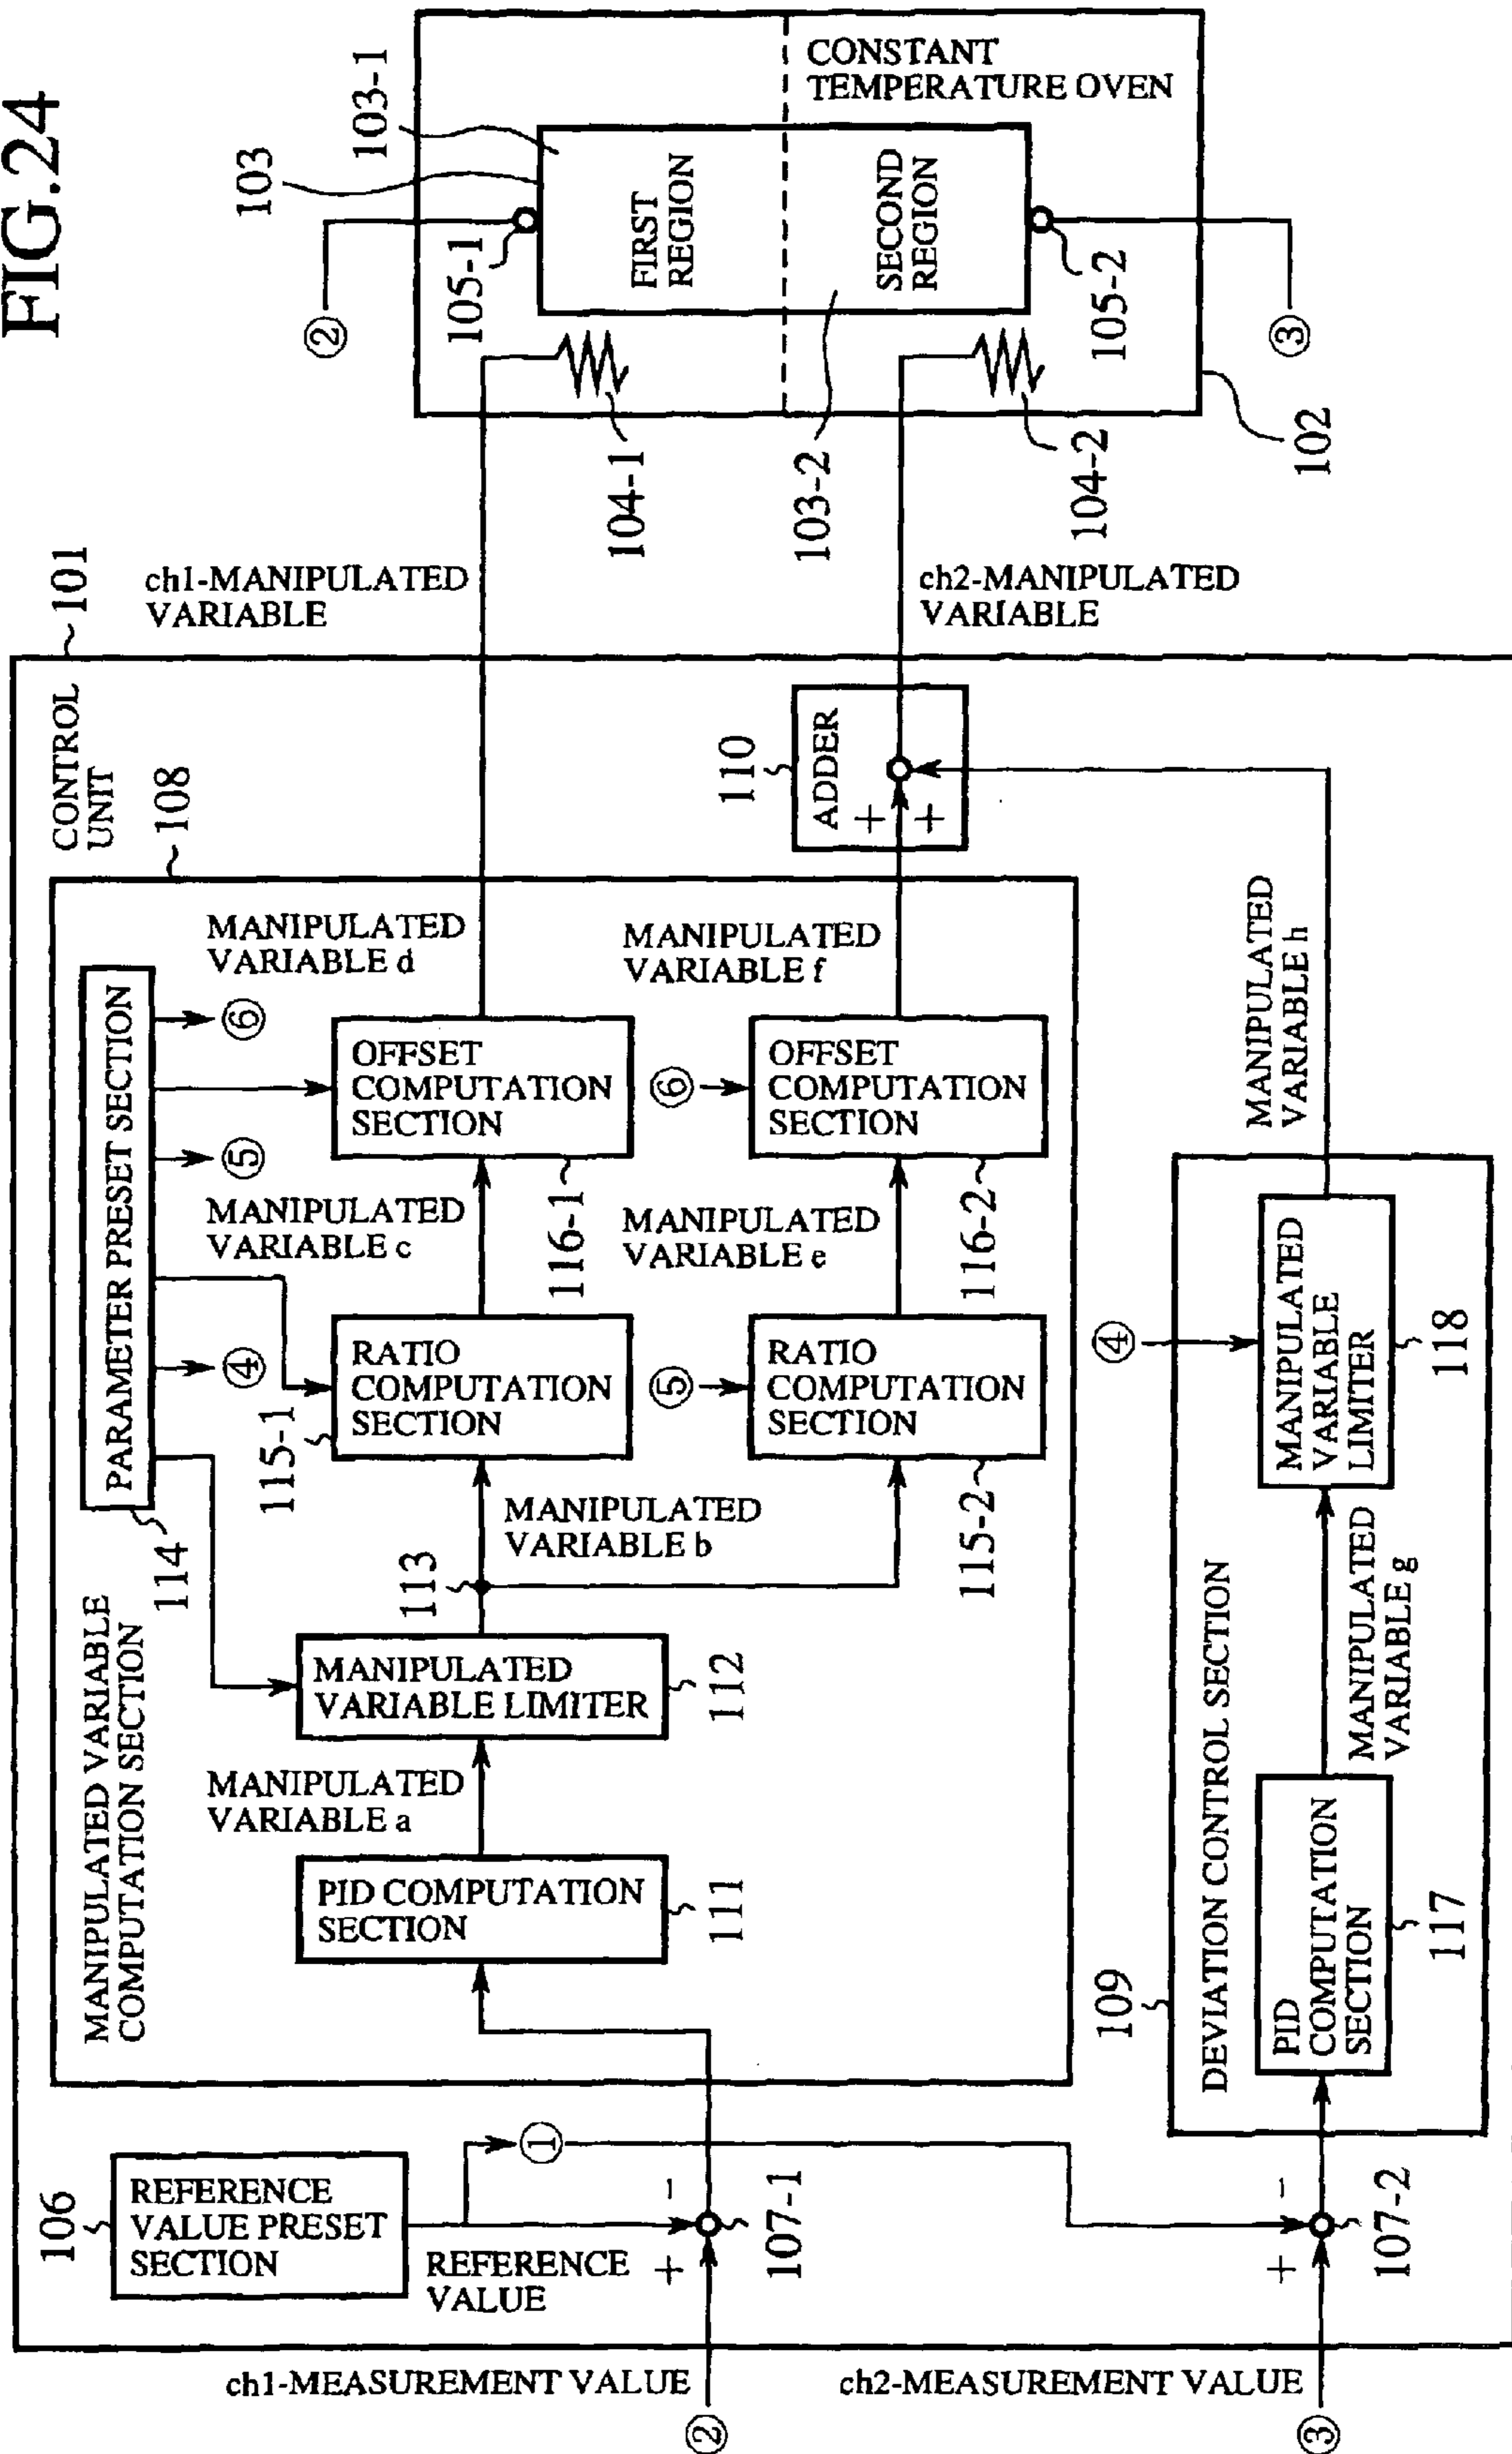 FIG.24
101
CONTROL
UNIT
108
MANIPULATED VARIABLE
COMPUTATION SECTION
114
PARAMETER PRESET SECTION
④
⑤
⑥
106
REFERENCE
VALUE PRESET
SECTION
REFERENCE
VALUE
①
+
-
107-1
ch1-MEASUREMENT VALUE
②
PID COMPUTATION
SECTION
111
MANIPULATED
VARIABLE a
MANIPULATED
VARIABLE LIMITER
112
113
MANIPULATED
VARIABLE b
115-1
RATIO
COMPUTATION
SECTION
MANIPULATED
VARIABLE c
OFFSET
COMPUTATION
SECTION
116-1
MANIPULATED
VARIABLE d
ch1-MANIPULATED
VARIABLE
⑤
RATIO
COMPUTATION
SECTION
115-2
MANIPULATED
VARIABLE e
⑥
OFFSET
COMPUTATION
SECTION
116-2
MANIPULATED
VARIABLE f
110
ADDER
+
+
ch2-MANIPULATED
VARIABLE
ch2-MEASUREMENT VALUE
③
+
-
107-2
109
DEVIATION CONTROL SECTION
PID
COMPUTATION
SECTION
117
MANIPULATED
VARIABLE g
④
MANIPULATED
VARIABLE
LIMITER
118
MANIPULATED
VARIABLE h
②
103
103-1
105-1
FIRST
REGION
104-1
CONSTANT
TEMPERATURE OVEN
SECOND
REGION
103-2
104-2
105-2
③
102